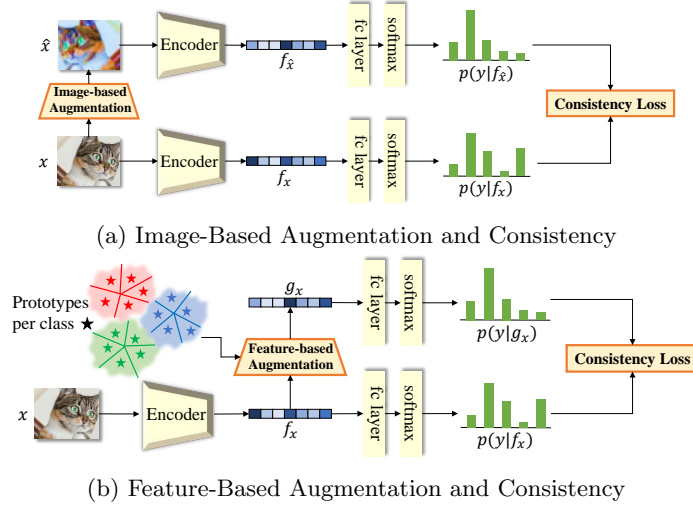 x̂
Encoder
f_x̂
fc layer
softmax
p(y|f_x̂)
Image-based
Augmentation
Consistency Loss
x
Encoder
f_x
fc layer
softmax
p(y|f_x)
(a) Image-Based Augmentation and Consistency
Prototypes
per class ★
g_x
fc layer
softmax
p(y|g_x)
Feature-based
Augmentation
Consistency Loss
x
Encoder
f_x
fc layer
softmax
p(y|f_x)
(b) Feature-Based Augmentation and Consistency